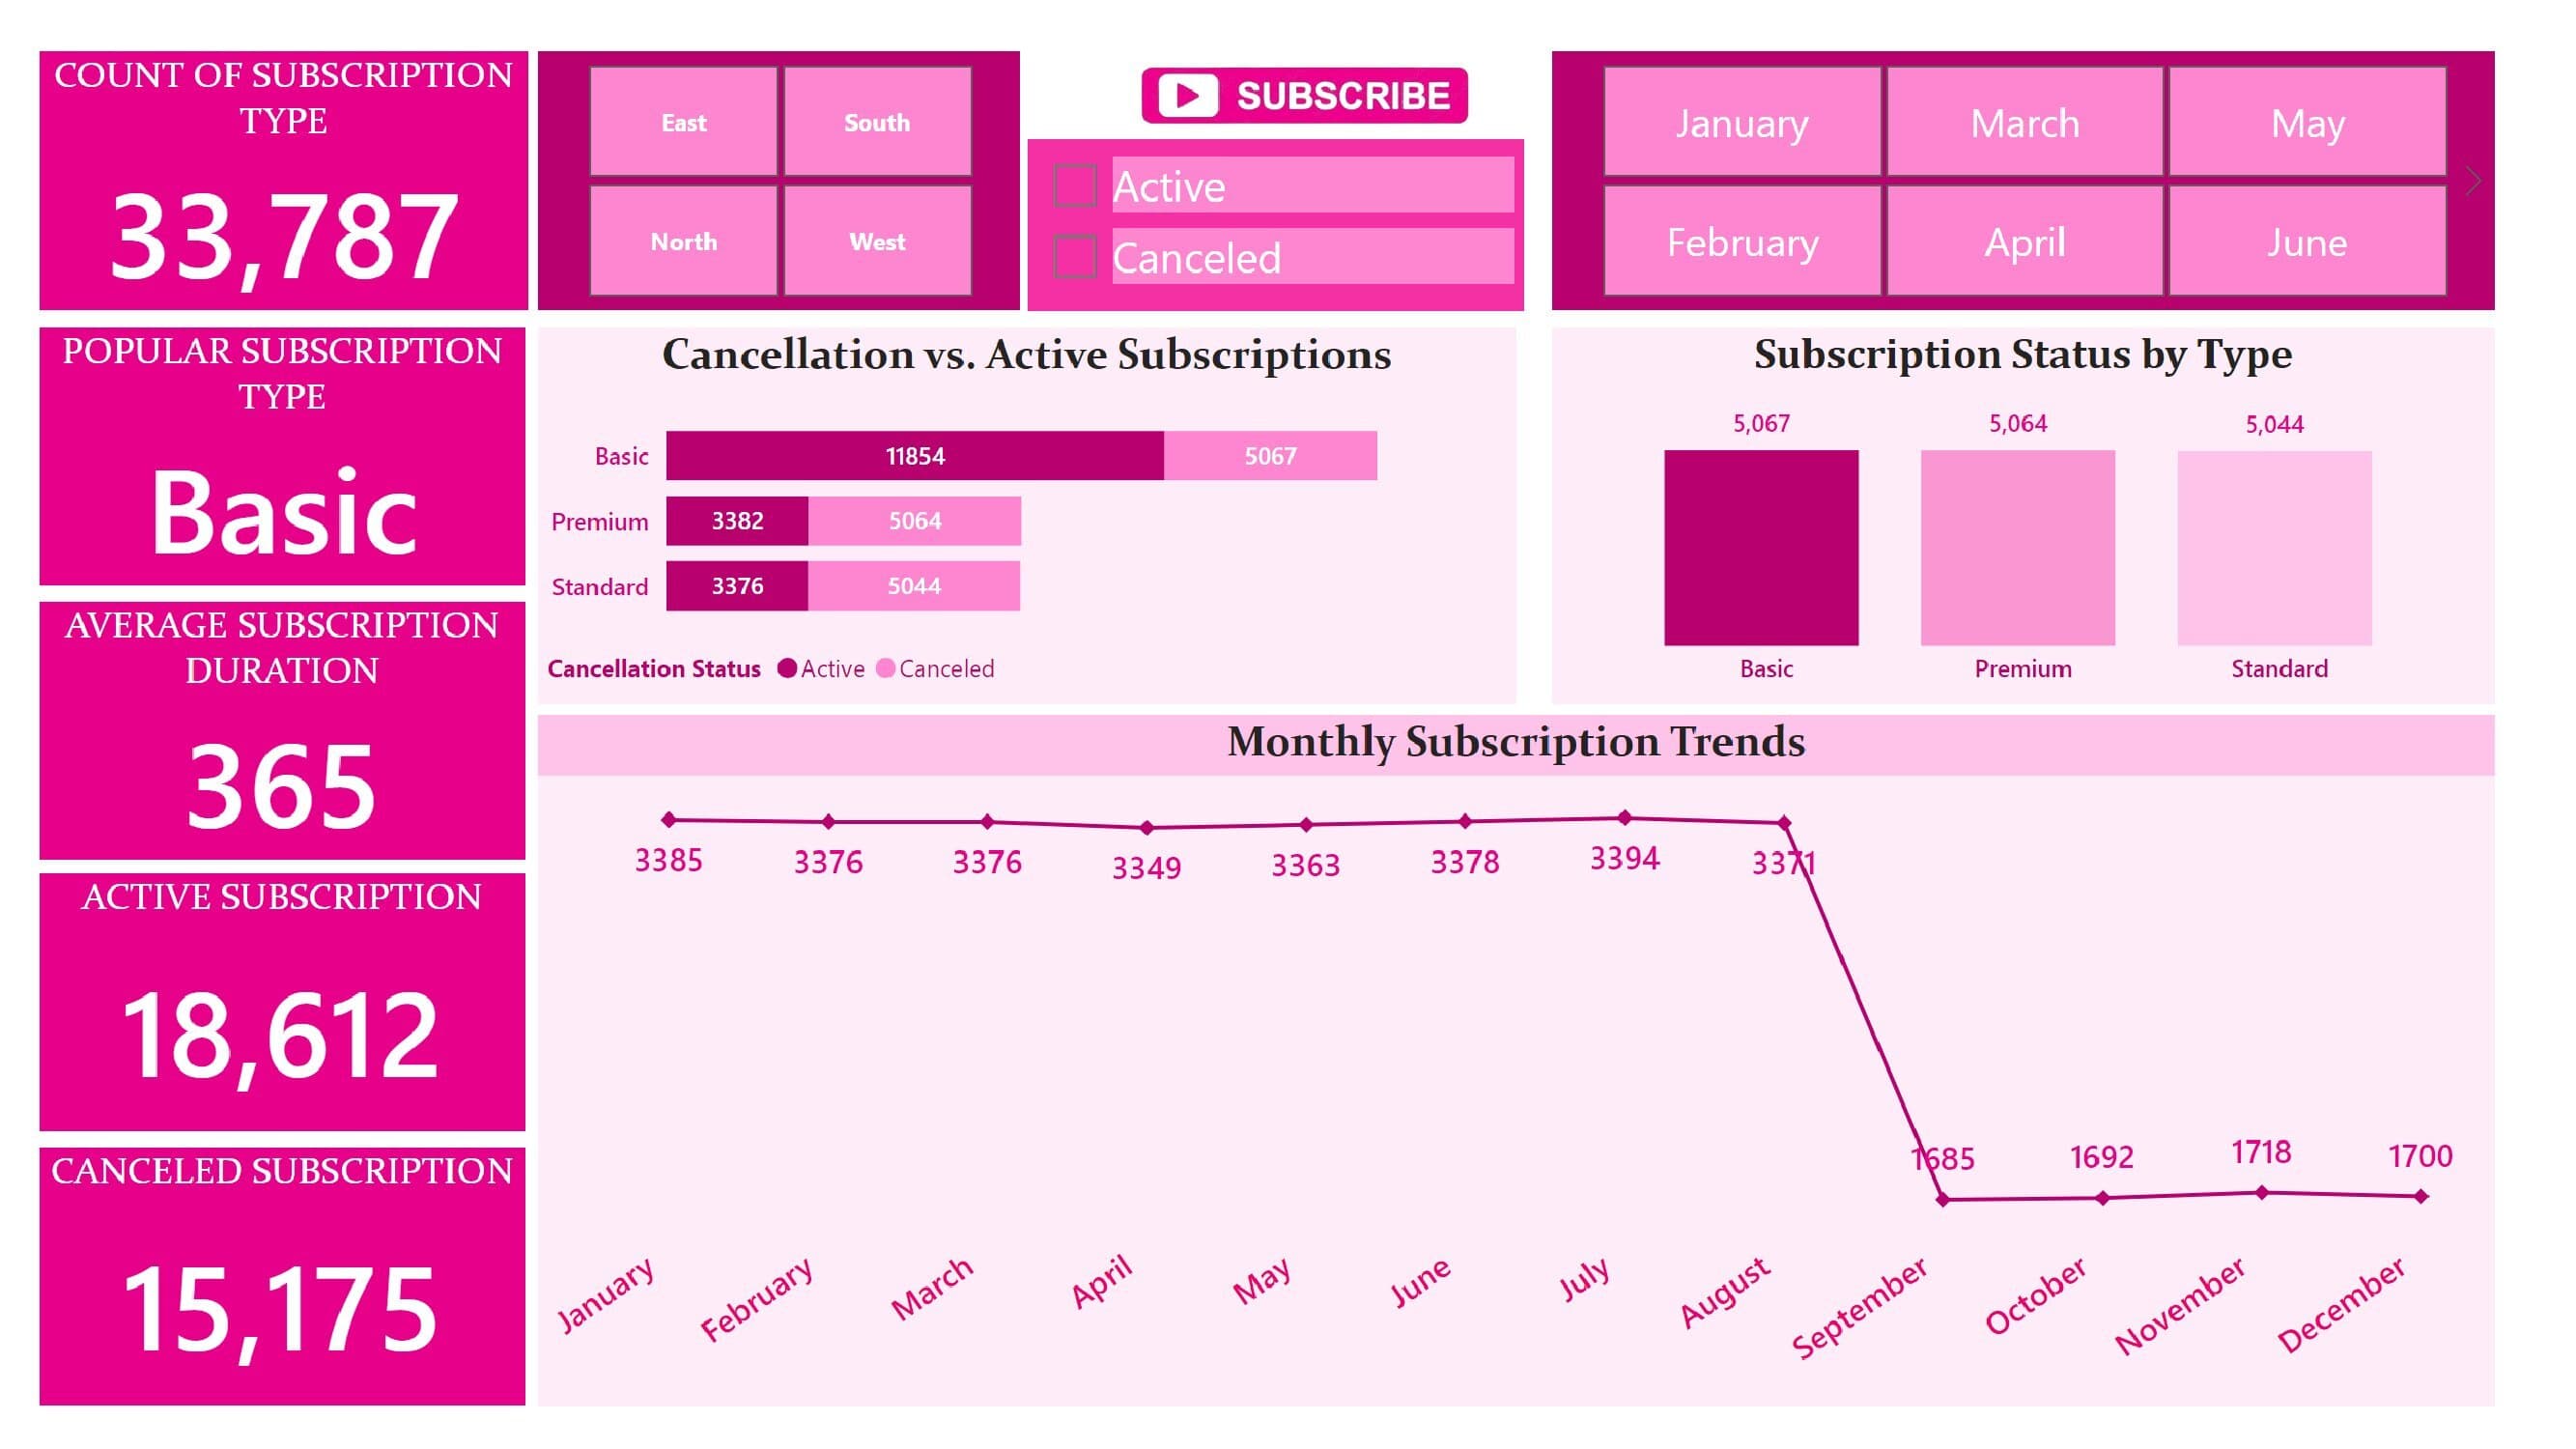 COUNT OF SUBSCRIPTION
TYPE
33,787
East
South
North
West
SUBSCRIBE
Active
Canceled
January
March
May
February
April
June
POPULAR SUBSCRIPTION
TYPE
Basic
AVERAGE SUBSCRIPTION
DURATION
365
ACTIVE SUBSCRIPTION
18,612
CANCELED SUBSCRIPTION
15,175
Cancellation vs. Active Subscriptions
Basic 11854 5067
Premium 3382 5064
Standard 3376 5044
Cancellation Status Active Canceled
Subscription Status by Type
5,067 5,064 5,044
Basic Premium Standard
Monthly Subscription Trends
3385 3376 3376 3349 3363 3378 3394 3371 1685 1692 1718 1700
January February March April May June July August September October November December